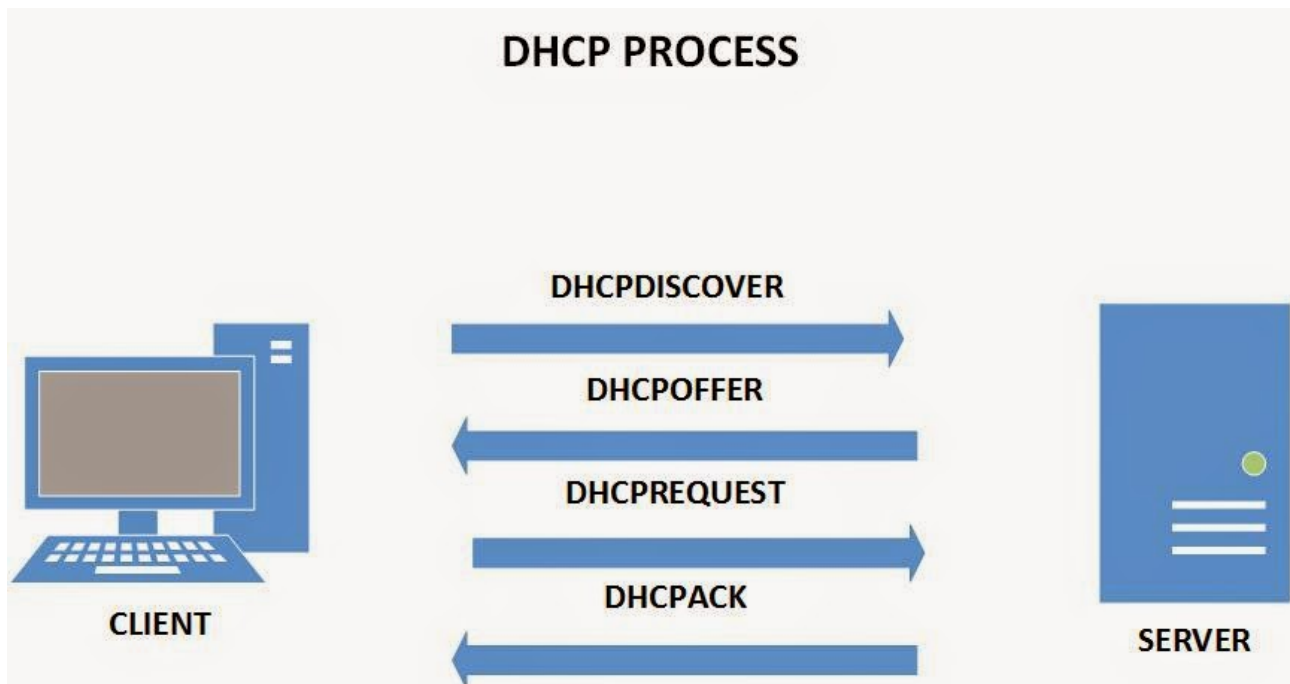 DHCP PROCESS
DHCPDISCOVER
DHCPOFFER
DHCPREQUEST
DHCPACK
CLIENT
SERVER